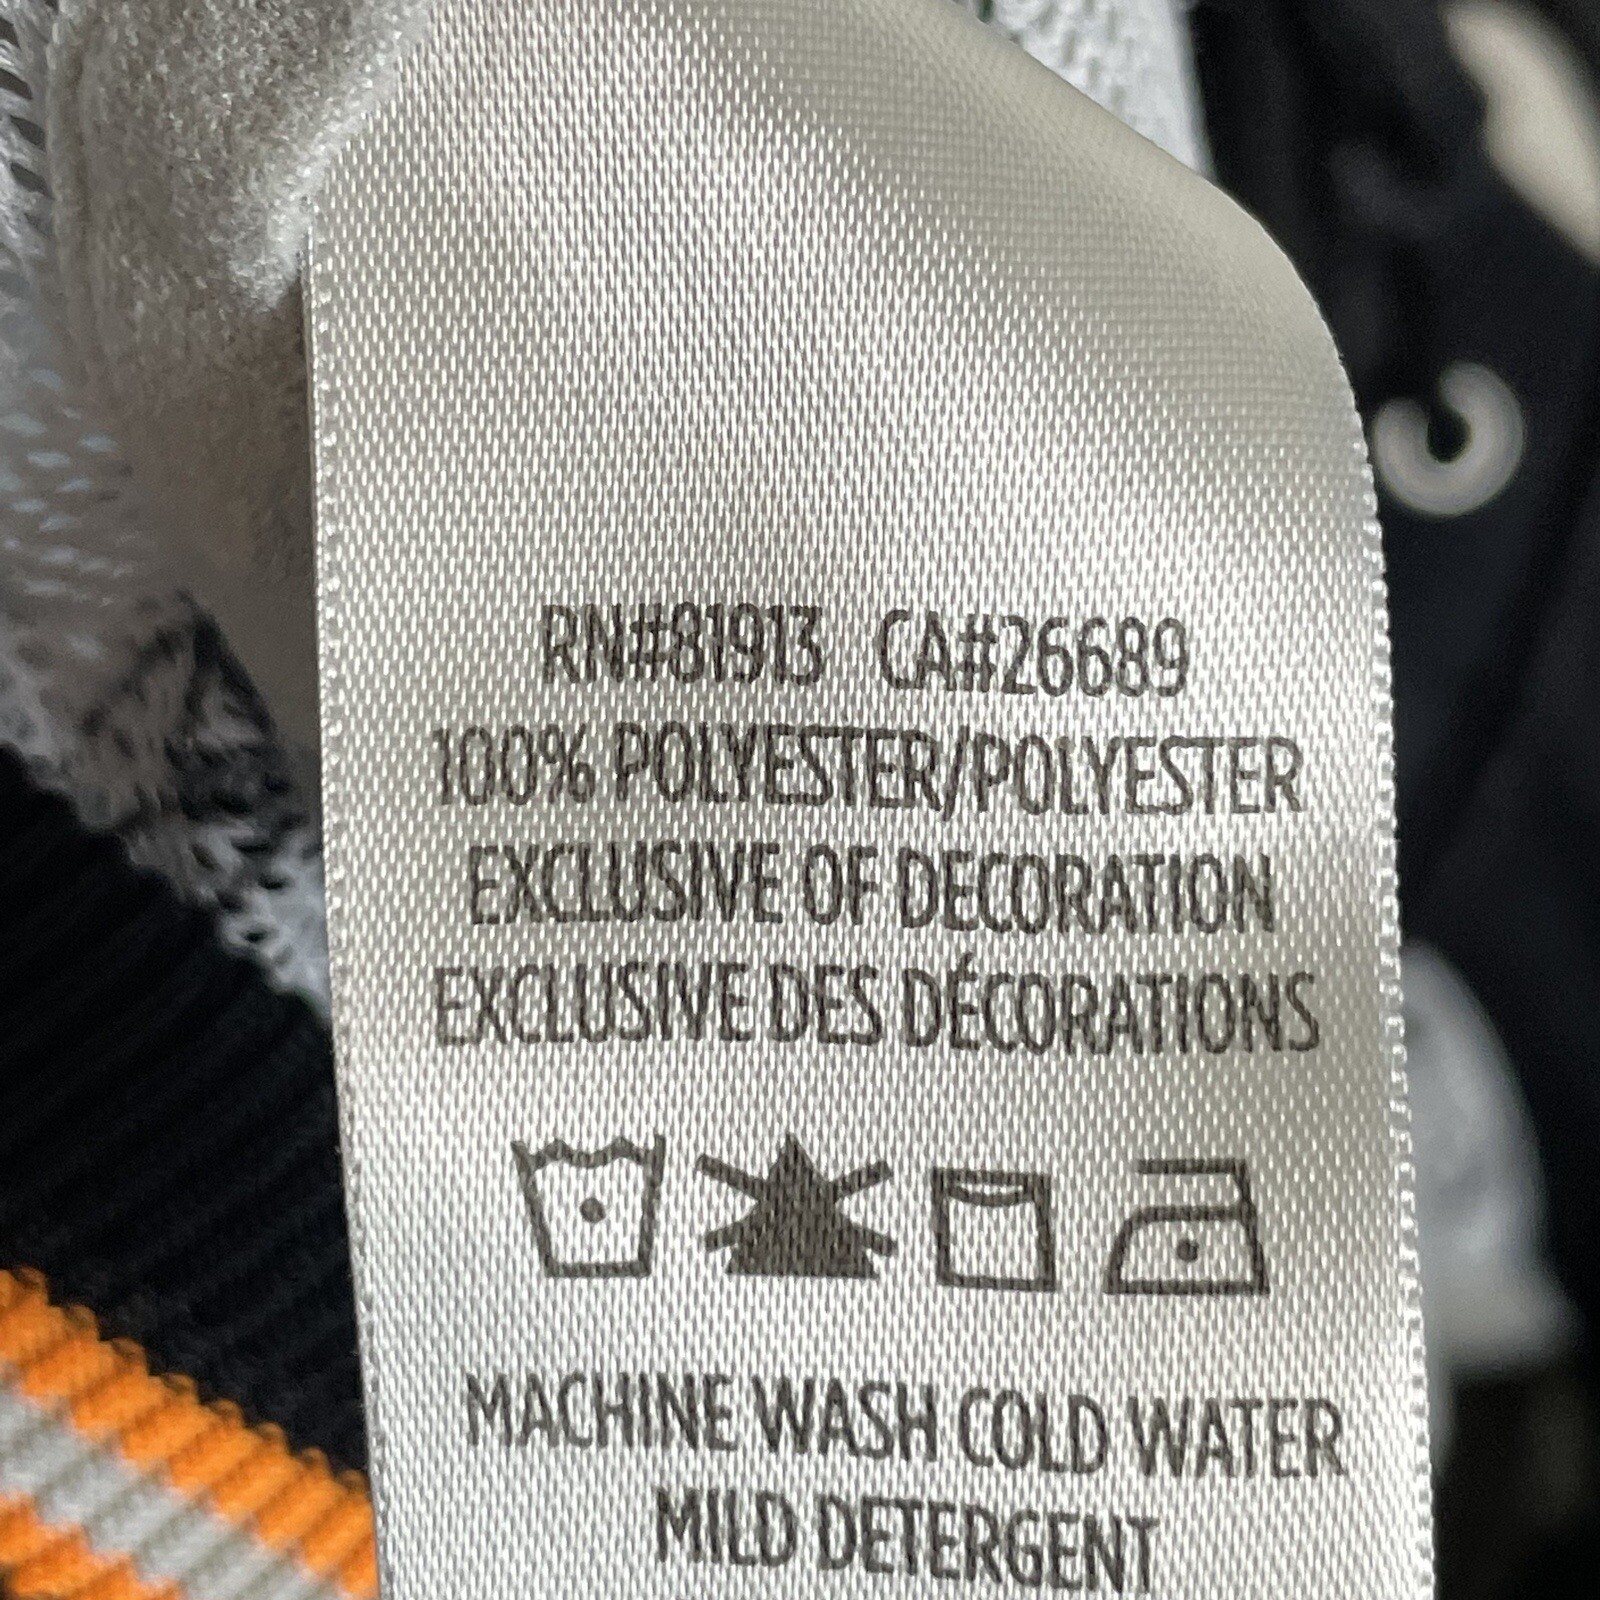 RN#81913 CA#26689
100% POLYESTER/POLYESTER
EXCLUSIVE OF DECORATION
EXCLUSIVE DES DÉCORATIONS
MACHINE WASH COLD WATER
MILD DETERGENT